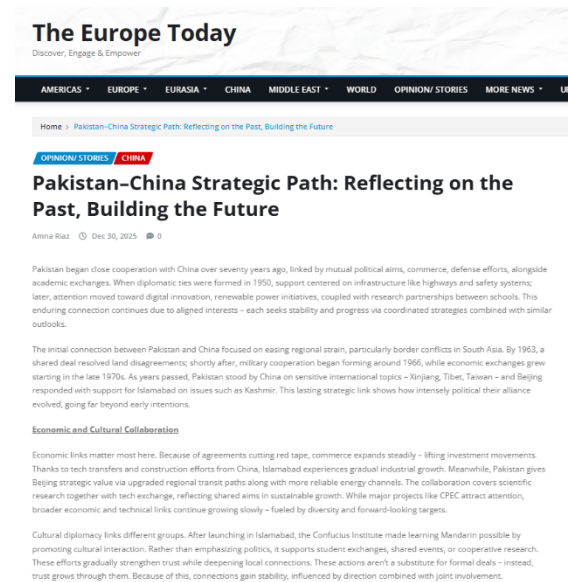 The Europe Today
Discover, Engage & Empower
AMERICAS EUROPE EURASIA CHINA MIDDLE EAST WORLD OPINION/ STORIES MORE NEWS
Home > Pakistan–China Strategic Path: Reflecting on the Past, Building the Future
OPINION/ STORIES CHINA
Pakistan–China Strategic Path: Reflecting on the
Past, Building the Future
Amna Riaz Dec 30, 2025 0
Pakistan began close cooperation with China over seventy years ago, linked by mutual political aims, commerce, defense efforts, alongside
academic exchanges. When diplomatic ties were formed in 1950, support centered on infrastructure like highways and safety systems;
later, attention moved toward digital innovation, renewable power initiatives, coupled with research partnerships between schools. This
enduring connection continues due to aligned interests – each seeks stability and progress via coordinated strategies combined with similar
outlooks.
The initial connection between Pakistan and China focused on easing regional strain, particularly border conflicts in South Asia. By 1963, a
shared deal resolved land disagreements; shortly after, military cooperation began forming around 1966, while economic exchanges grew
starting in the late 1970s. As years passed, Pakistan stood by China on sensitive international topics – Xinjiang, Tibet, Taiwan – and Beijing
responded with support for Islamabad on issues such as Kashmir. This lasting strategic link shows how intensely political their alliance
evolved, going far beyond early intentions.
Economic and Cultural Collaboration
Economic links matter most here. Because of agreements cutting red tape, commerce expands steadily – lifting investment movements.
Thanks to tech transfers and construction efforts from China, Islamabad experiences gradual industrial growth. Meanwhile, Pakistan gives
Beijing strategic value via upgraded regional transit paths along with more reliable energy channels. The collaboration covers scientific
research together with tech exchange, reflecting shared aims in sustainable growth. While major projects like CPEC attract attention,
broader economic and technical links continue growing slowly – fueled by diversity and forward-looking targets.
Cultural diplomacy links different groups. After launching in Islamabad, the Confucius Institute made learning Mandarin possible by
promoting cultural interaction. Rather than emphasizing politics, it supports student exchanges, shared events, or cooperative research.
These efforts gradually strengthen trust while deepening local connections. These actions aren't a substitute for formal deals – instead,
trust grows through them. Because of this, connections gain stability, influenced by direction combined with joint involvement.